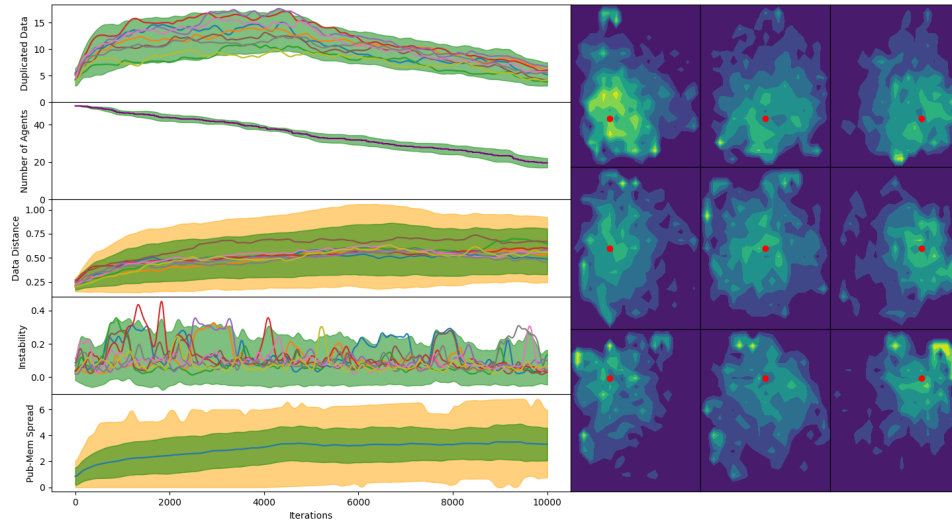 Duplicated Data
15
10
5
0
Number of Agents
40
20
Data Distance
1.00
0.75
0.50
0.25
Instability
0.4
0.2
0.0
Pub-Mem Spread
6
4
2
0
0 2000 4000 6000 8000 10000
Iterations